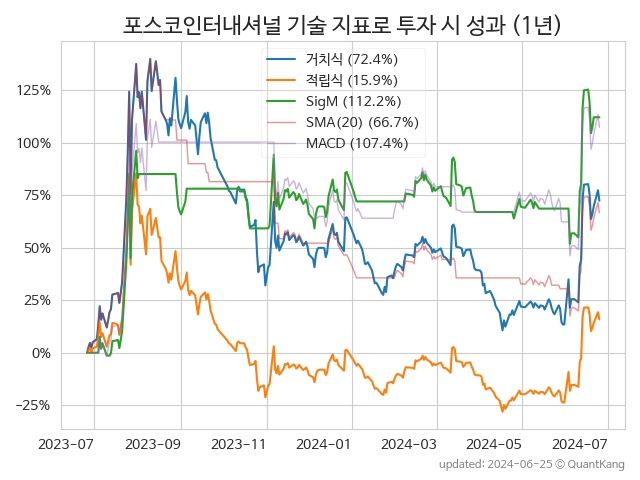 포스코인터내셔널 기술 지표로 투자 시 성과 (1년)
거치식 (72.4%)
적립식 (15.9%)
SigM (112.2%)
SMA(20) (66.7%)
MACD (107.4%)
125%
100%
75%
50%
25%
0%
−25%
2023-07 2023-09 2023-11 2024-01 2024-03 2024-05 2024-07
updated: 2024-06-25 ⓒ QuantKang